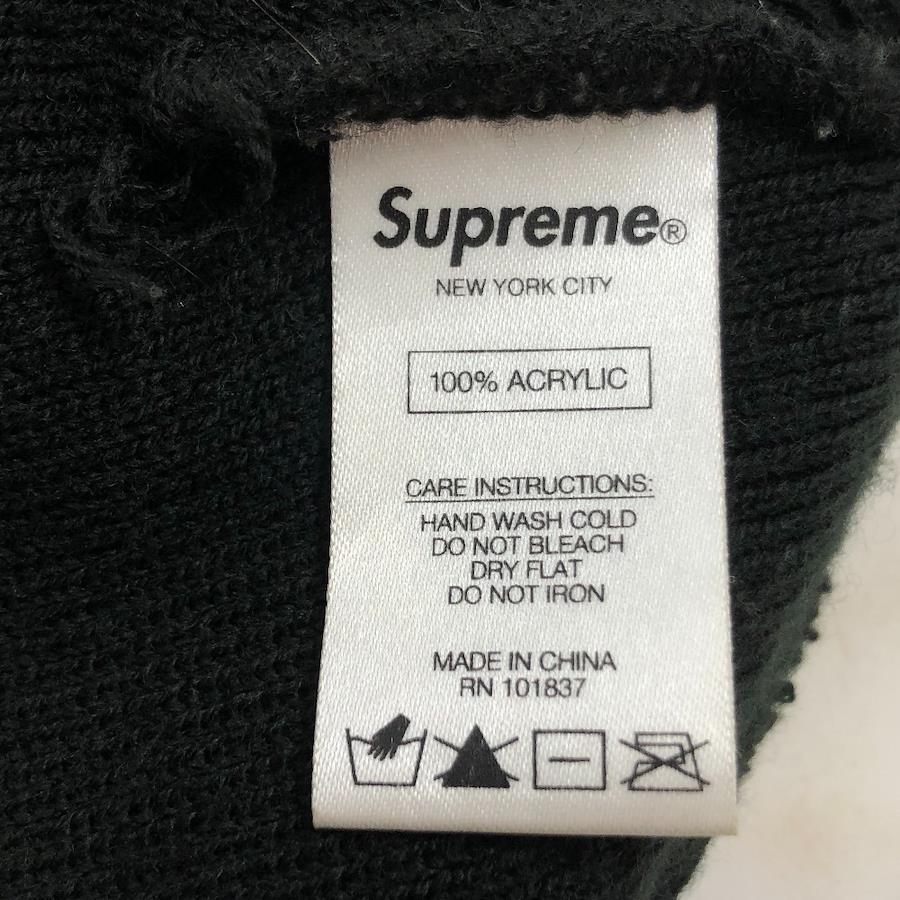 Supreme®
NEW YORK CITY
100% ACRYLIC
CARE INSTRUCTIONS:
HAND WASH COLD
DO NOT BLEACH
DRY FLAT
DO NOT IRON
MADE IN CHINA
RN 101837